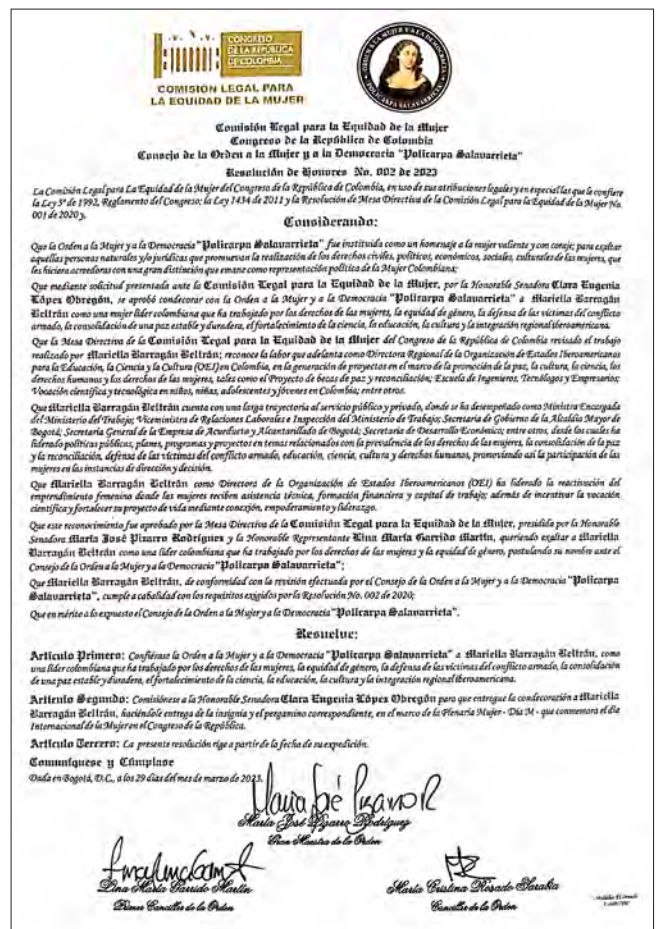 CONGRESO
DE LA REPÚBLICA
DE COLOMBIA
COMISIÓN LEGAL PARA
LA EQUIDAD DE LA MUJER
ORDEN A LA MUJER Y A LA DEMOCRACIA
POLICARPA SALAVARRIETA
Comisión Legal para la Equidad de la Mujer
Congreso de la República de Colombia
Consejo de la Orden a la Mujer y a la Democracia "Policarpa Salavarrieta"
Resolución de Honores No. 002 de 2023
La Comisión Legal para La Equidad de la Mujer del Congreso de la República de Colombia, en uso de sus atribuciones legales y en especial las que le confiere
la Ley 5ª de 1992, Reglamento del Congreso; la Ley 1434 de 2011 y la Resolución de Mesa Directiva de la Comisión Legal para la Equidad de la Mujer No.
001 de 2020 y,
Considerando:
Que la Orden a la Mujer y a la Democracia "Policarpa Salavarrieta" fue instituida como un homenaje a la mujer valiente y con coraje; para exaltar
aquellas personas naturales y/o jurídicas que promuevan la realización de los derechos civiles, políticos, económicos, sociales, culturales de las mujeres, que
les hiciera acreedoras con una gran distinción que emane como representación política de la Mujer Colombiana;
Que mediante solicitud presentada ante la Comisión Legal para la Equidad de la Mujer, por la Honorable Senadora Clara Eugenia
López Obregón, se aprobó condecorar con la Orden a la Mujer y a la Democracia "Policarpa Salavarrieta" a Mariella Barragán
Beltrán como una mujer líder colombiana que ha trabajado por los derechos de las mujeres, la equidad de género, la defensa de las víctimas del conflicto
armado, la consolidación de una paz estable y duradera, el fortalecimiento de la ciencia, la educación, la cultura y la integración regional iberoamericana.
Que la Mesa Directiva de la Comisión Legal para la Equidad de la Mujer del Congreso de la República de Colombia revisado el trabajo
realizado por Mariella Barragán Beltrán; reconoce la labor que adelanta como Directora Regional de la Organización de Estados Iberoamericanos
para la Educación, la Ciencia y la Cultura (OEI) en Colombia, en la generación de proyectos en el marco de la promoción de la paz, la cultura, la ciencia, los
derechos humanos y los derechos de las mujeres, tales como el Proyecto de becas de paz y reconciliación; Escuela de Ingenieros, Tecnólogos y Empresarios;
Vocación científica y tecnológica en niños, niñas, adolescentes y jóvenes en Colombia; entre otros.
Que Mariella Barragán Beltrán cuenta con una larga trayectoria al servicio público y privado, donde se ha desempeñado como Ministra Encargada
del Ministerio del Trabajo; Viceministra de Relaciones Laborales e Inspección del Ministerio de Trabajo; Secretaria de Gobierno de la Alcaldía Mayor de
Bogotá; Secretaria General de la Empresa de Acueducto y Alcantarillado de Bogotá; Secretaria de Desarrollo Económico; entre otros, desde los cuales ha
liderado políticas públicas, planes, programas y proyectos en temas relacionados con la prevalencia de los derechos de las mujeres, la consolidación de la paz
y la reconciliación, defensa de las víctimas del conflicto armado, educación, ciencia, cultura y derechos humanos, promoviendo así la participación de las
mujeres en las instancias de dirección y decisión.
Que Mariella Barragán Beltrán como Directora de la Organización de Estados Iberoamericanos (OEI) ha liderado la reactivación del
emprendimiento femenino donde las mujeres reciben asistencia técnica, formación financiera y capital de trabajo; además de incentivar la vocación
científica y fortalecer su proyecto de vida mediante conexión, empoderamiento y liderazgo.
Que este reconocimiento fue aprobado por la Mesa Directiva de la Comisión Legal para la Equidad de la Mujer, presidida por la Honorable
Senadora María José Pizarro Rodríguez y la Honorable Representante Lina María Garrido Martín, queriendo exaltar a Mariella
Barragán Beltrán como una líder colombiana que ha trabajado por los derechos de las mujeres y la equidad de género, postulando su nombre ante el
Consejo de la Orden a la Mujer y a la Democracia "Policarpa Salavarrieta";
Que Mariella Barragán Beltrán, de conformidad con la revisión efectuada por el Consejo de la Orden a la Mujer y a la Democracia "Policarpa
Salavarrieta", cumple a cabalidad con los requisitos exigidos por la Resolución No. 002 de 2020;
Que en mérito a lo expuesto el Consejo de la Orden a la Mujer y a la Democracia "Policarpa Salavarrieta".
Resuelve:
Artículo Primero: Confiérase la Orden a la Mujer y a la Democracia "Policarpa Salavarrieta" a Mariella Barragán Beltrán, como
una líder colombiana que ha trabajado por los derechos de las mujeres, la equidad de género, la defensa de las víctimas del conflicto armado, la consolidación
de una paz estable y duradera, el fortalecimiento de la ciencia, la educación, la cultura y la integración regional iberoamericana.
Artículo Segundo: Comisiónese a la Honorable Senadora Clara Eugenia López Obregón para que entregue la condecoración a Mariella
Barragán Beltrán, haciéndole entrega de la insignia y el pergamino correspondiente, en el marco de la Plenaria Mujer - Día M - que conmemora el día
Internacional de la Mujer en el Congreso de la República.
Artículo Tercero: La presente resolución rige a partir de la fecha de su expedición.
Comuníquese y Cúmplase
Dada en Bogotá, D.C., a los 29 días del mes de marzo de 2023.
María José Pizarro R
María José Pizarro Rodríguez
Gran Maestra de la Orden
Lina María Garrido Martín
Primer Canciller de la Orden
María Cristina Rosado Sarabia
Canciller de la Orden